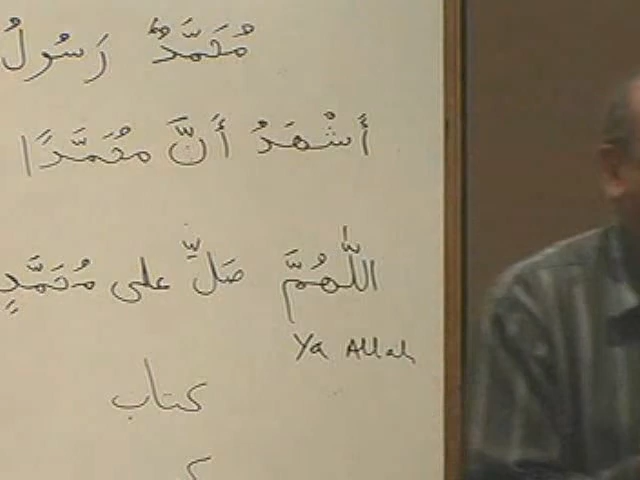 مُحَمَّدٌ رَسُولُ
أَشْهَدُ أَنَّ مُحَمَّدًا
اللّٰهُمَّ صَلِّ على مُحَمَّدٍ
Ya Allah
كتاب